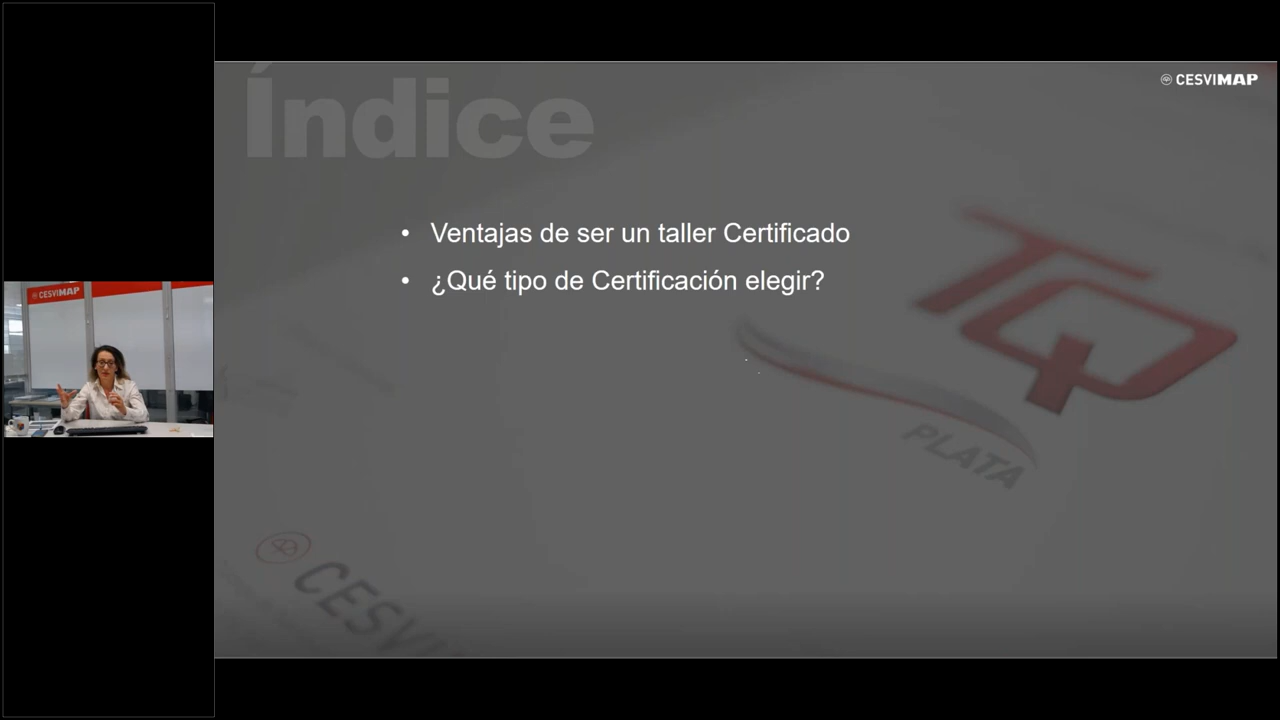 Índice
CESVIMAP
• Ventajas de ser un taller Certificado
• ¿Qué tipo de Certificación elegir?
TQ
PLATA
CESVI
CESVIMAP